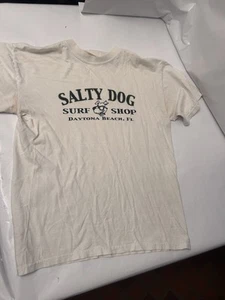 SALTY DOG
SURF SHOP
DAYTONA BEACH, FL